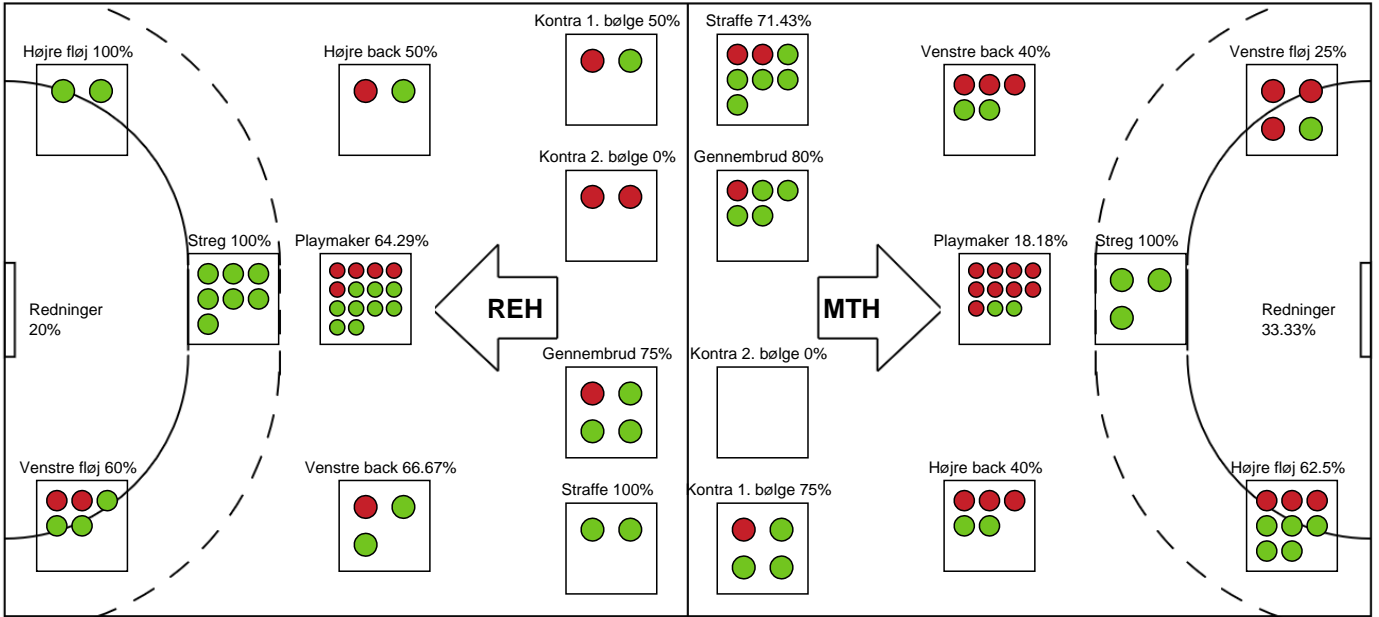 Kontra 1. bølge 50%
Straffe 71.43%
Højre fløj 100%
Højre back 50%
Venstre back 40%
Venstre fløj 25%
Kontra 2. bølge 0%
Gennembrud 80%
Streg 100%
Playmaker 64.29%
Playmaker 18.18%
Streg 100%
Redninger
20%
REH
MTH
Redninger
33.33%
Gennembrud 75%
Kontra 2. bølge 0%
Venstre fløj 60%
Venstre back 66.67%
Straffe 100%
Kontra 1. bølge 75%
Højre back 40%
Højre fløj 62.5%